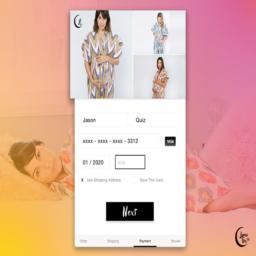 Jason Quiz
xxxx - xxxx - xxxx - 3312 VISA
01 / 2020
X Use Shipping Address Save This Card
Next
Shipping Payment Review